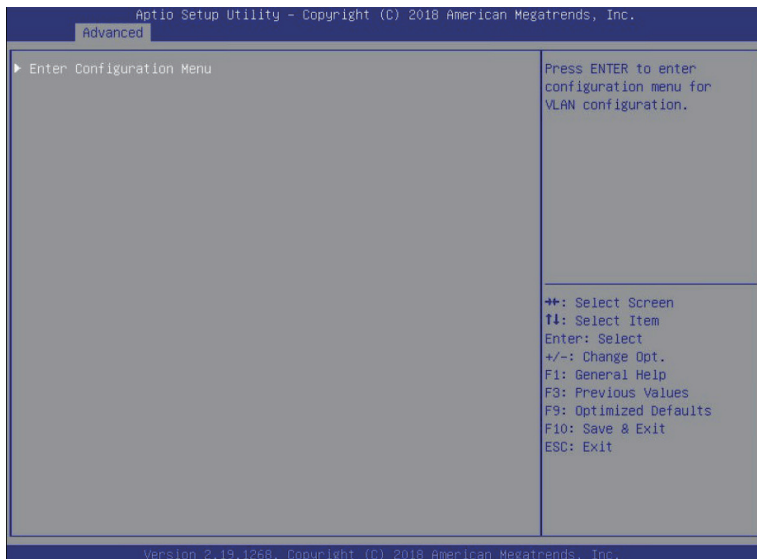 Aptio Setup Utility – Copyright (C) 2018 American Megatrends, Inc.
Advanced
Enter Configuration Menu
Press ENTER to enter
configuration menu for
VLAN configuration.
→←: Select Screen
↑↓: Select Item
Enter: Select
+/-: Change Opt.
F1: General Help
F3: Previous Values
F9: Optimized Defaults
F10: Save & Exit
ESC: Exit
Version 2.19.1268. Copyright (C) 2018 American Megatrends, Inc.